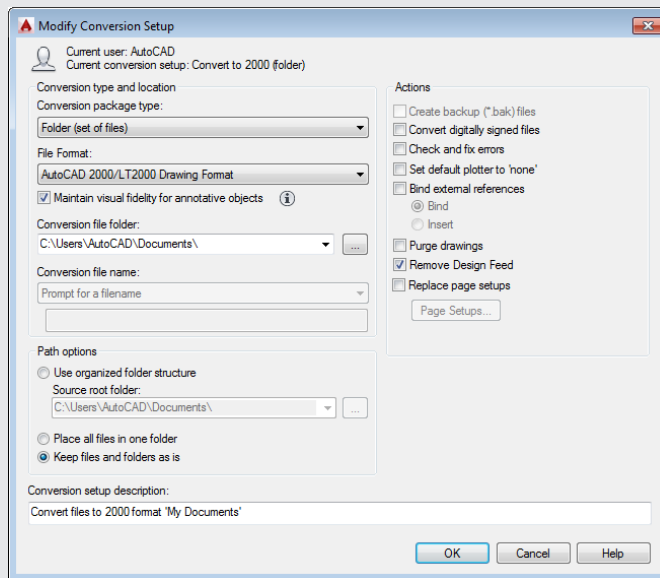 Modify Conversion Setup
Current user: AutoCAD
Current conversion setup: Convert to 2000 (folder)
Conversion type and location
Conversion package type:
Folder (set of files)
File Format:
AutoCAD 2000/LT2000 Drawing Format
Maintain visual fidelity for annotative objects
Conversion file folder:
C:\Users\AutoCAD\Documents\
...
Conversion file name:
Prompt for a filename
Path options
Use organized folder structure
Source root folder:
C:\Users\AutoCAD\Documents\
...
Place all files in one folder
Keep files and folders as is
Actions
Create backup (*.bak) files
Convert digitally signed files
Check and fix errors
Set default plotter to 'none'
Bind external references
Bind
Insert
Purge drawings
Remove Design Feed
Replace page setups
Page Setups...
Conversion setup description:
Convert files to 2000 format 'My Documents'
OK
Cancel
Help